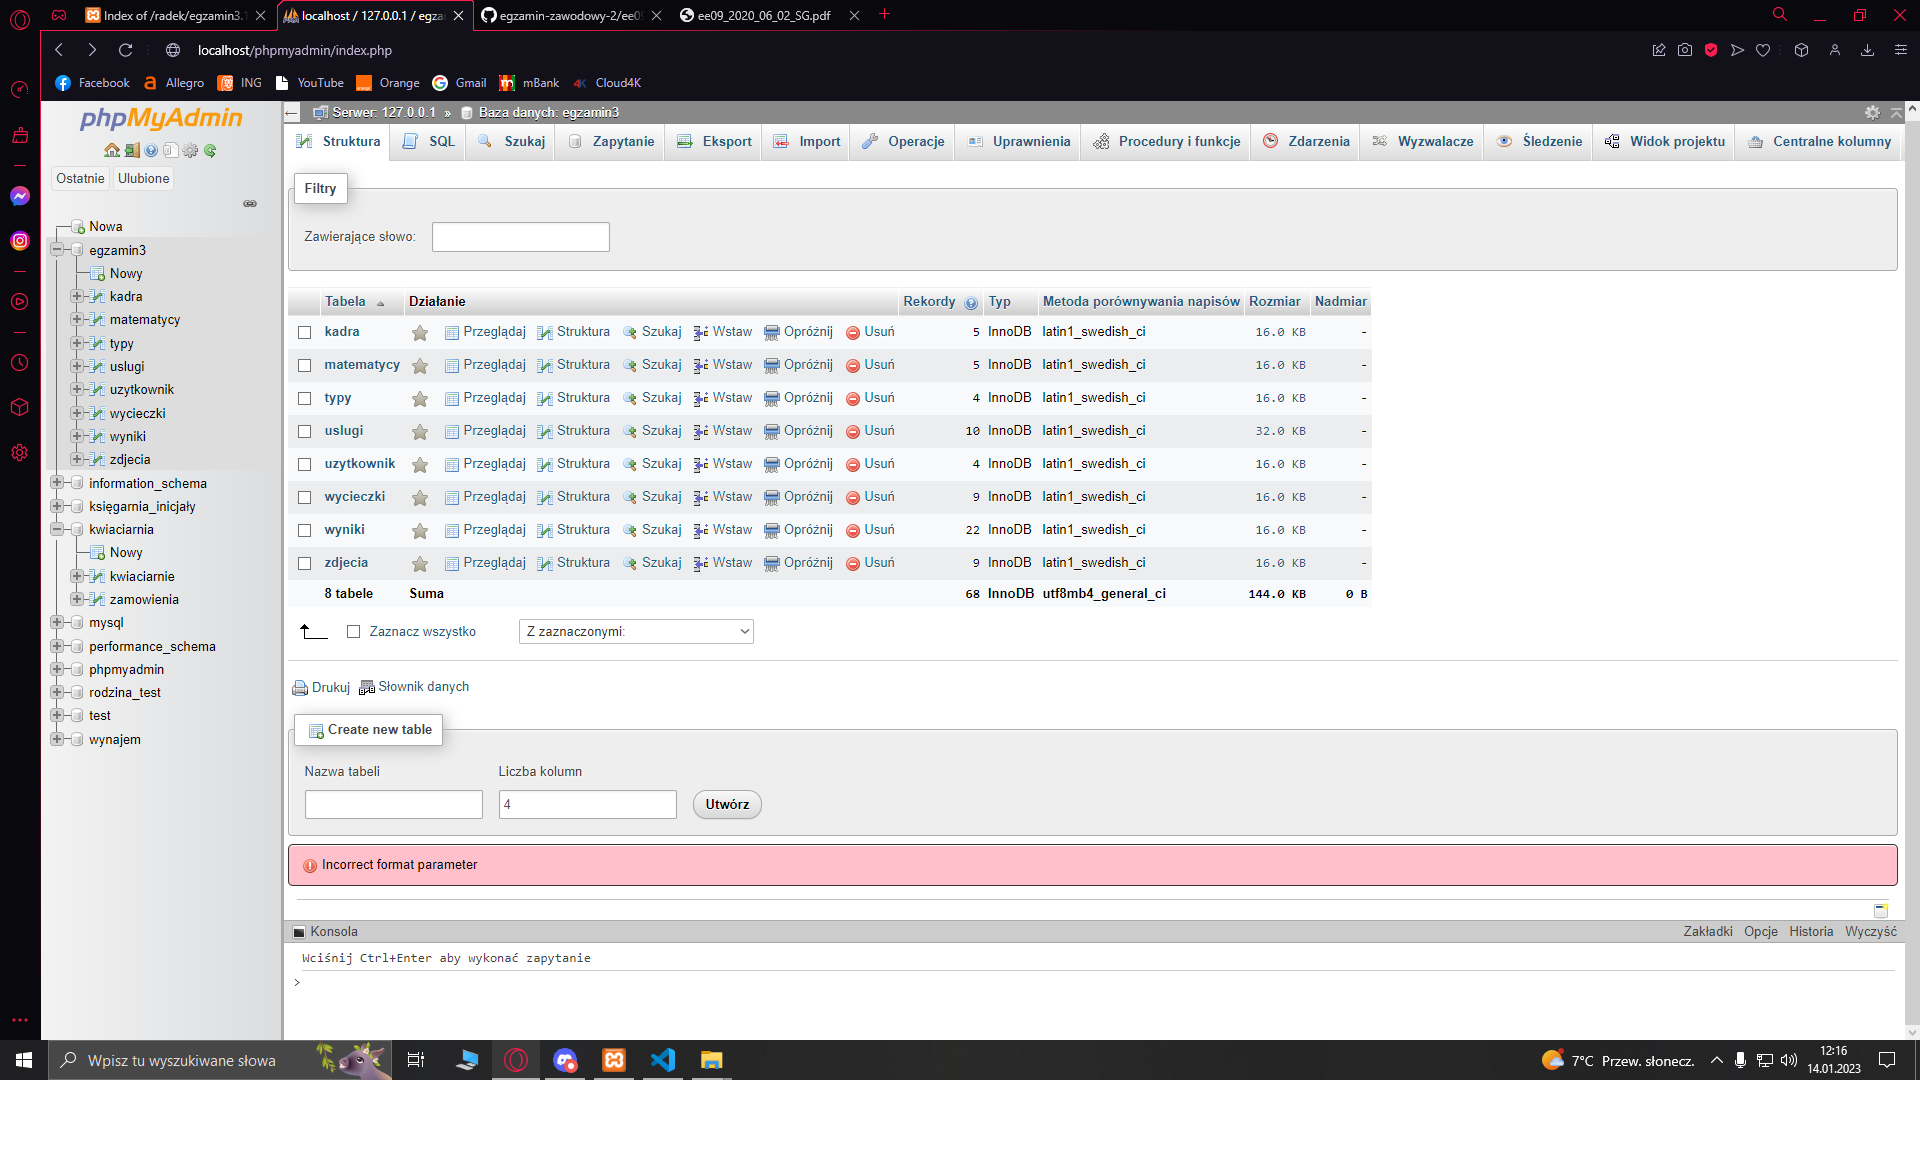 Index of /radek/egzamin3.
localhost / 127.0.0.1 / egza
egzamin-zawodowy-2/ee0
ee09_2020_06_02_SG.pdf
localhost/phpmyadmin/index.php
Facebook
Allegro
ING
YouTube
Orange
Gmail
mBank
4K Cloud4K
phpMyAdmin
Ostatnie
Ulubione
Nowa
egzamin3
Nowy
kadra
matematycy
typy
uslugi
uzytkownik
wycieczki
wyniki
zdjecia
information_schema
księgarnia_inicjały
kwiaciarnia
Nowy
kwiaciarnie
zamowienia
mysql
performance_schema
phpmyadmin
rodzina_test
test
wynajem
Serwer: 127.0.0.1 » Baza danych: egzamin3
Struktura SQL Szukaj Zapytanie Eksport Import Operacje Uprawnienia Procedury i funkcje Zdarzenia Wyzwalacze Śledzenie Widok projektu Centralne kolumny
Filtry
Zawierające słowo:
Tabela Działanie Rekordy Typ Metoda porównywania napisów Rozmiar Nadmiar
kadra Przeglądaj Struktura Szukaj Wstaw Opróżnij Usuń 5 InnoDB latin1_swedish_ci 16.0 KB -
matematycy Przeglądaj Struktura Szukaj Wstaw Opróżnij Usuń 5 InnoDB latin1_swedish_ci 16.0 KB -
typy Przeglądaj Struktura Szukaj Wstaw Opróżnij Usuń 4 InnoDB latin1_swedish_ci 16.0 KB -
uslugi Przeglądaj Struktura Szukaj Wstaw Opróżnij Usuń 10 InnoDB latin1_swedish_ci 32.0 KB -
uzytkownik Przeglądaj Struktura Szukaj Wstaw Opróżnij Usuń 4 InnoDB latin1_swedish_ci 16.0 KB -
wycieczki Przeglądaj Struktura Szukaj Wstaw Opróżnij Usuń 9 InnoDB latin1_swedish_ci 16.0 KB -
wyniki Przeglądaj Struktura Szukaj Wstaw Opróżnij Usuń 22 InnoDB latin1_swedish_ci 16.0 KB -
zdjecia Przeglądaj Struktura Szukaj Wstaw Opróżnij Usuń 9 InnoDB latin1_swedish_ci 16.0 KB -
8 tabele Suma 68 InnoDB utf8mb4_general_ci 144.0 KB 0 B
Zaznacz wszystko Z zaznaczonymi:
Drukuj Słownik danych
Create new table
Nazwa tabeli Liczba kolumn
4 Utwórz
Incorrect format parameter
Konsola Zakładki Opcje Historia Wyczyść
Wciśnij Ctrl+Enter aby wykonać zapytanie
>
Wpisz tu wyszukiwane słowa
7°C Przew. słonecz.
12:16
14.01.2023